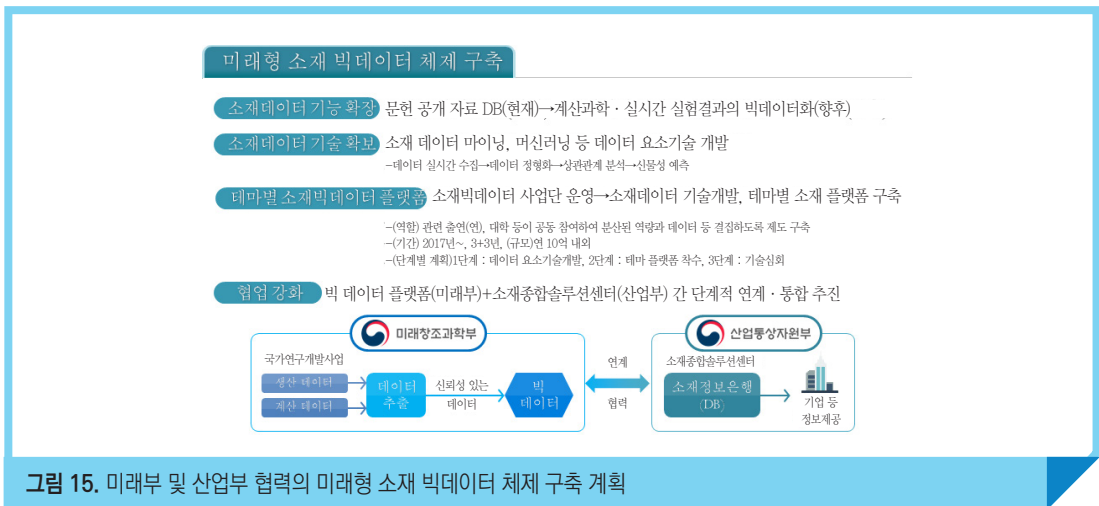 미래형 소재 빅데이터 체제 구축
소재데이터 기능 확장 문헌 공개 자료 DB(현재)→계산과학·실시간 실험결과의 빅데이터화(향후)
소재데이터 기술 확보 소재 데이터 마이닝, 머신러닝 등 데이터 요소기술 개발
-데이터 실시간 수집→데이터 정형화→상관관계 분석→신물성 예측
테마별 소재빅데이터 플랫폼 소재빅데이터 사업단 운영→소재데이터 기술개발, 테마별 소재 플랫폼 구축
-(역할) 관련 출연(연), 대학 등이 공동 참여하여 분산된 역량과 데이터 등 결집하도록 제도 구축
-(기간) 2017년~, 3+3년, (규모)연 10억 내외
-(단계별 계획)1단계 : 데이터 요소기술개발, 2단계 : 테마 플랫폼 착수, 3단계 : 기술심회
협업 강화 빅 데이터 플랫폼(미래부)+소재종합솔루션센터(산업부) 간 단계적 연계·통합 추진
미래창조과학부
국가연구개발사업
생산 데이터
계산 데이터
데이터
추출
신뢰성 있는
데이터
빅
데이터
연계
협력
산업통상자원부
소재종합솔루션센터
소재정보은행
(DB)
기업 등
정보제공
그림 15. 미래부 및 산업부 협력의 미래형 소재 빅데이터 체제 구축 계획